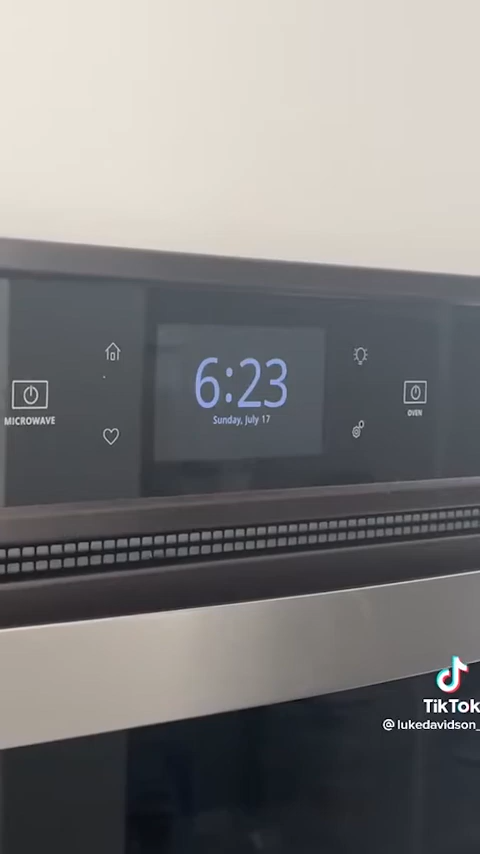 6:23
Sunday, July 17
MICROWAVE
OVEN
TikTok
@lukedavidson_